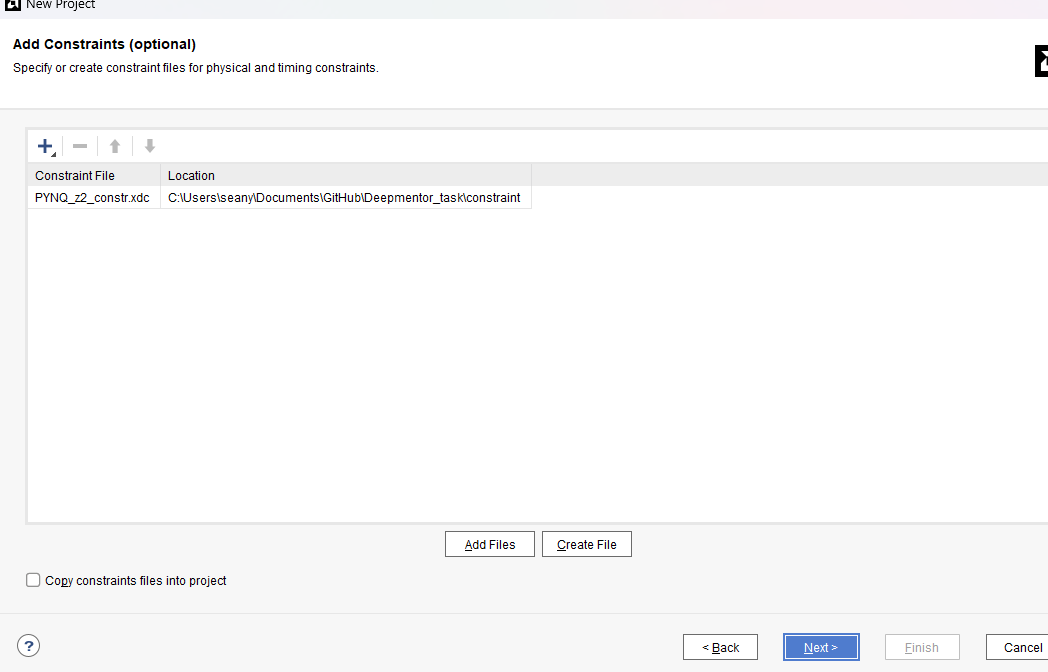 New Project
Add Constraints (optional)
Specify or create constraint files for physical and timing constraints.
Constraint File Location
PYNQ_z2_constr.xdc C:\Users\seany\Documents\GitHub\Deepmentor_task\constraint
Add Files Create File
Copy constraints files into project
? < Back Next > Finish Cancel